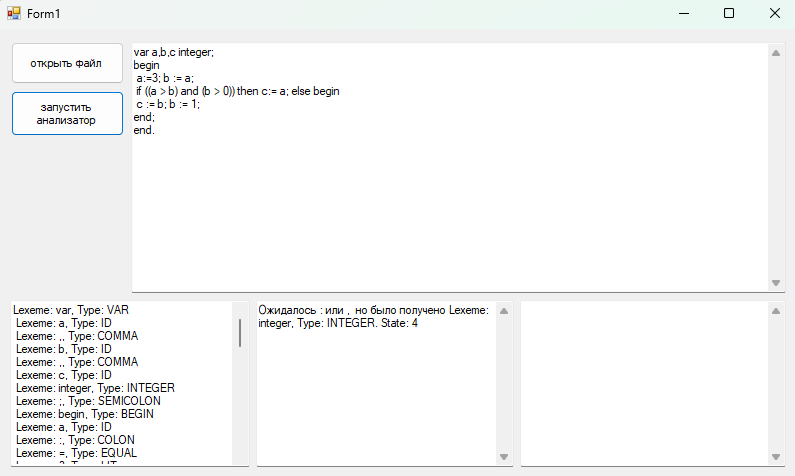 Form1
открыть файл
запустить
анализатор
var a,b,c integer;
begin
a:=3; b := a;
if ((a > b) and (b > 0)) then c:= a; else begin
c := b; b := 1;
end;
end.
Lexeme: var, Type: VAR
Lexeme: a, Type: ID
Lexeme: ,, Type: COMMA
Lexeme: b, Type: ID
Lexeme: ,, Type: COMMA
Lexeme: c, Type: ID
Lexeme: integer, Type: INTEGER
Lexeme: ;, Type: SEMICOLON
Lexeme: begin, Type: BEGIN
Lexeme: a, Type: ID
Lexeme: :, Type: COLON
Lexeme: =, Type: EQUAL
Ожидалось : или , но было получено Lexeme:
integer, Type: INTEGER. State: 4